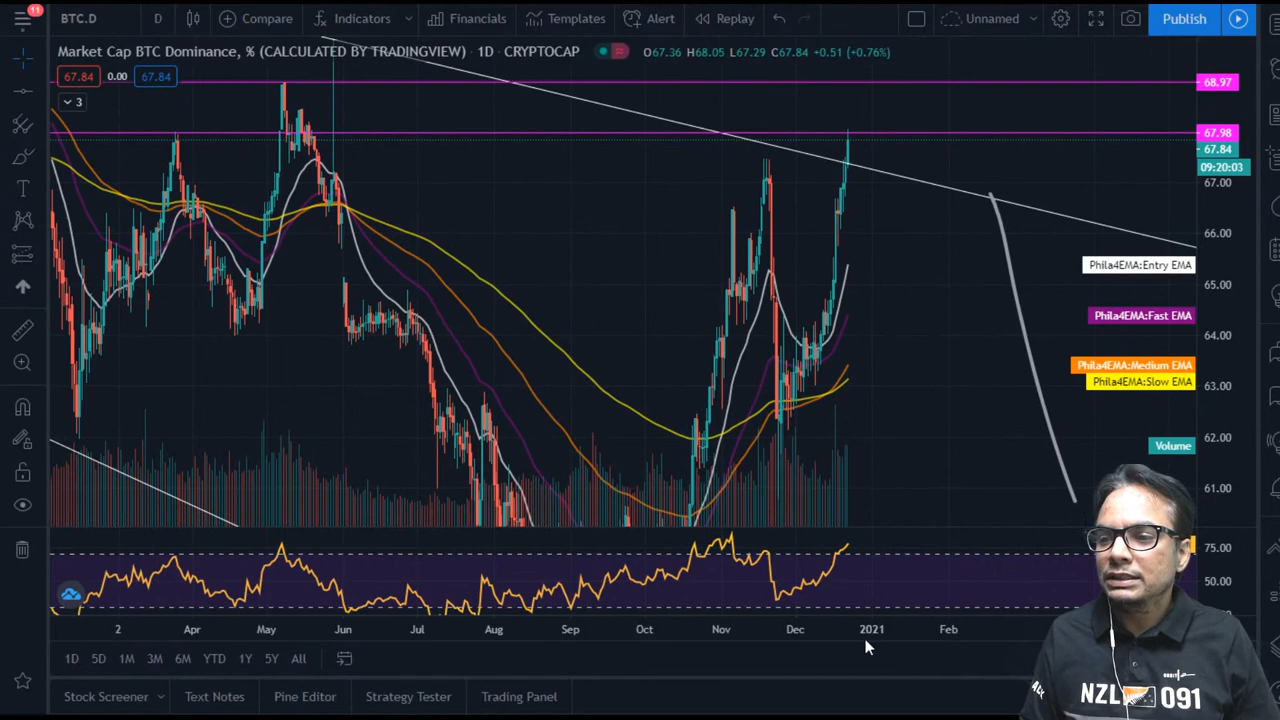 11
BTC.D
D
Compare
Indicators
Financials
Templates
Alert
Replay
Unnamed
Publish
Market Cap BTC Dominance, % (CALCULATED BY TRADINGVIEW) · 1D · CRYPTOCAP
O67.36 H68.05 L67.29 C67.84 +0.51 (+0.76%)
67.84 0.00 67.84
3
68.97
67.98
67.84
09:20:03
67.00
66.00
Phila4EMA:Entry EMA
65.00
Phila4EMA:Fast EMA
64.00
Phila4EMA:Medium EMA
63.00
Phila4EMA:Slow EMA
62.00
Volume
61.00
75.00
50.00
2 Apr May Jun Jul Aug Sep Oct Nov Dec 2021 Feb
1D 5D 1M 3M 6M YTD 1Y 5Y All
Stock Screener Text Notes Pine Editor Strategy Tester Trading Panel
NZL 091